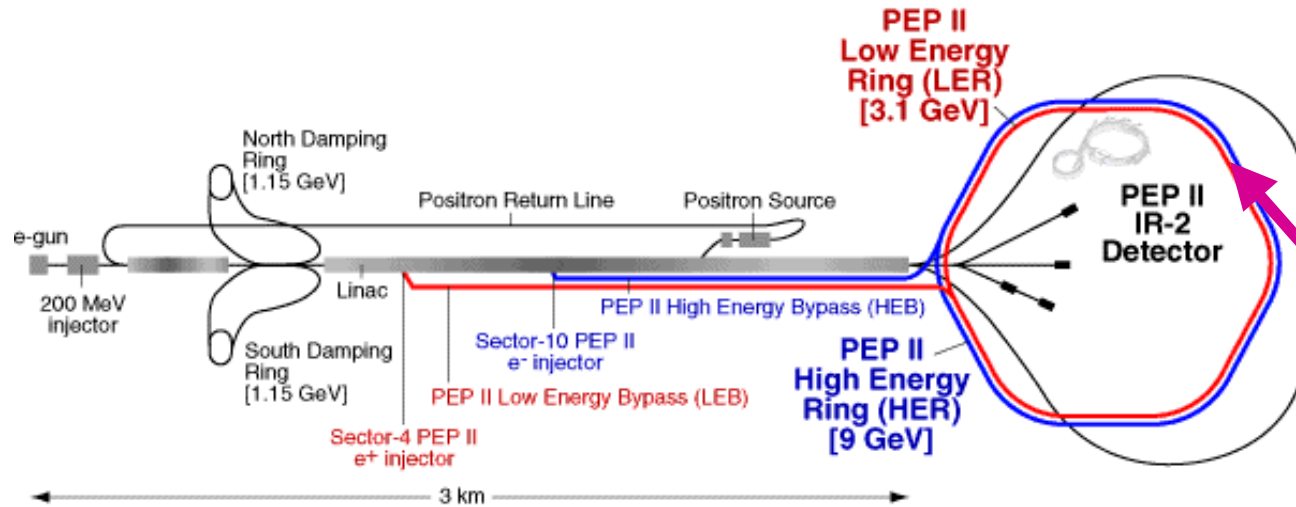 PEP II
Low Energy
Ring (LER)
[3.1 GeV]
North Damping
Ring
[1.15 GeV]
Positron Return Line
Positron Source
PEP II
IR-2
Detector
e-gun
200 MeV
injector
Linac
PEP II High Energy Bypass (HEB)
Sector-10 PEP II
e- injector
South Damping
Ring
[1.15 GeV]
PEP II Low Energy Bypass (LEB)
PEP II
High Energy
Ring (HER)
[9 GeV]
Sector-4 PEP II
e+ injector
3 km